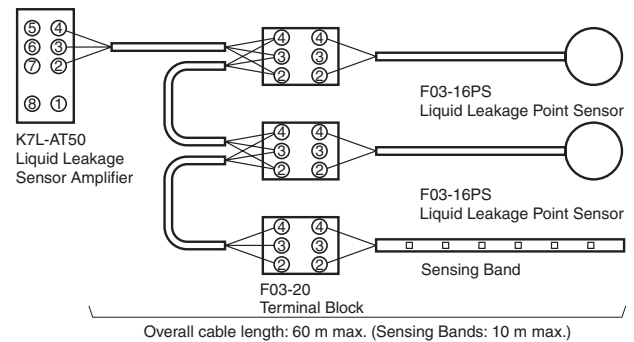 ⑤ ④ ④ ④
⑥ ③ ③ ③
⑦ ② ② ②
F03-16PS
Liquid Leakage Point Sensor
⑧ ①
K7L-AT50
Liquid Leakage
Sensor Amplifier
④ ④
③ ③
② ②
F03-16PS
Liquid Leakage Point Sensor
④ ④
③ ③
② ②
Sensing Band
F03-20
Terminal Block
Overall cable length: 60 m max. (Sensing Bands: 10 m max.)